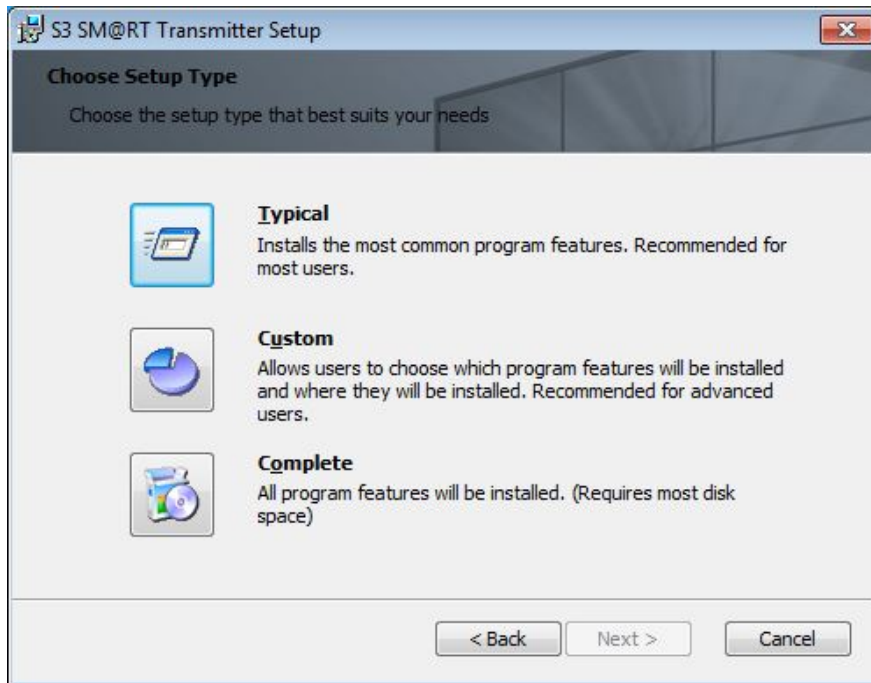 S3 SM@RT Transmitter Setup
Choose Setup Type
Choose the setup type that best suits your needs
Typical
Installs the most common program features. Recommended for
most users.
Custom
Allows users to choose which program features will be installed
and where they will be installed. Recommended for advanced
users.
Complete
All program features will be installed. (Requires most disk
space)
< Back Next > Cancel